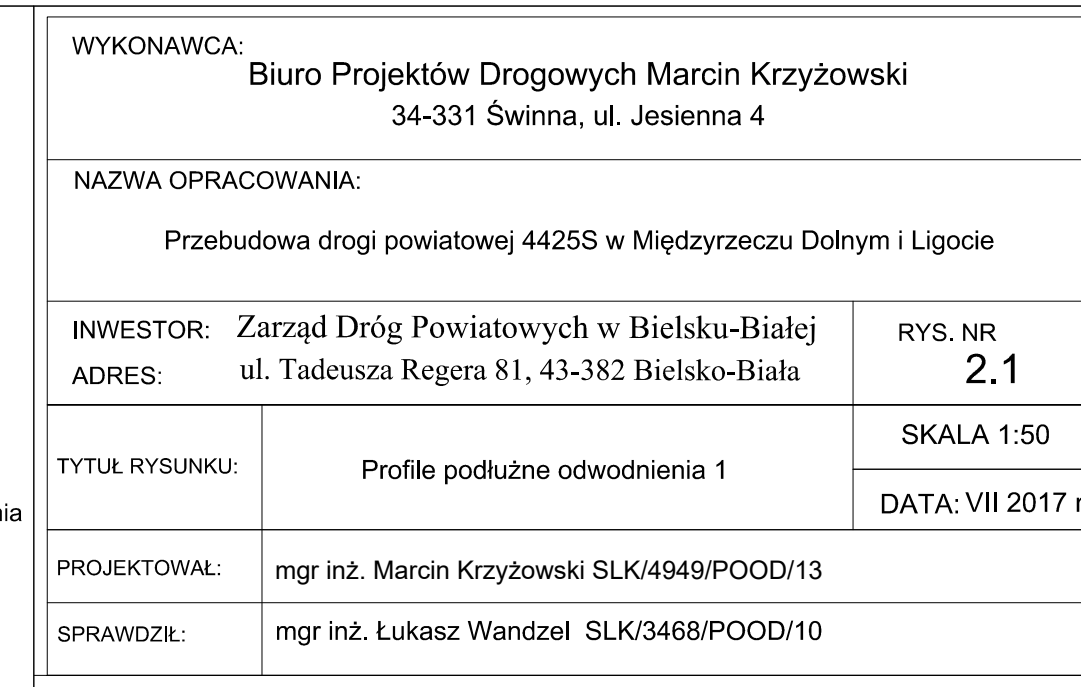 WYKONAWCA:
Biuro Projektów Drogowych Marcin Krzyżowski
34-331 Świnna, ul. Jesienna 4
NAZWA OPRACOWANIA:
Przebudowa drogi powiatowej 4425S w Międzyrzeczu Dolnym i Ligocie
INWESTOR: Zarząd Dróg Powiatowych w Bielsku-Białej
ADRES: ul. Tadeusza Regera 81, 43-382 Bielsko-Biała
RYS. NR
2.1
TYTUŁ RYSUNKU: Profile podłużne odwodnienia 1
SKALA 1:50
DATA: VII 2017 r
nia
PROJEKTOWAŁ: mgr inż. Marcin Krzyżowski SLK/4949/POOD/13
SPRAWDZIŁ: mgr inż. Łukasz Wandzel SLK/3468/POOD/10